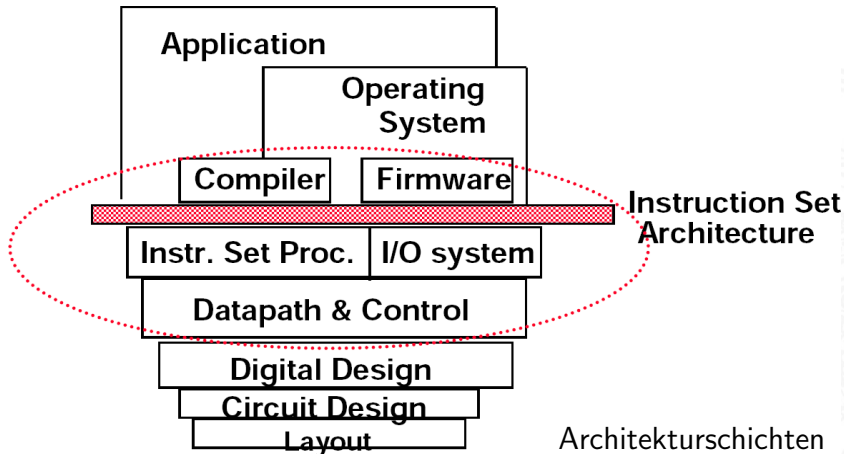 Application
Operating
System
Compiler
Firmware
Instruction Set
Architecture
Instr. Set Proc.
I/O system
Datapath & Control
Digital Design
Circuit Design
Layout
Architekturschichten